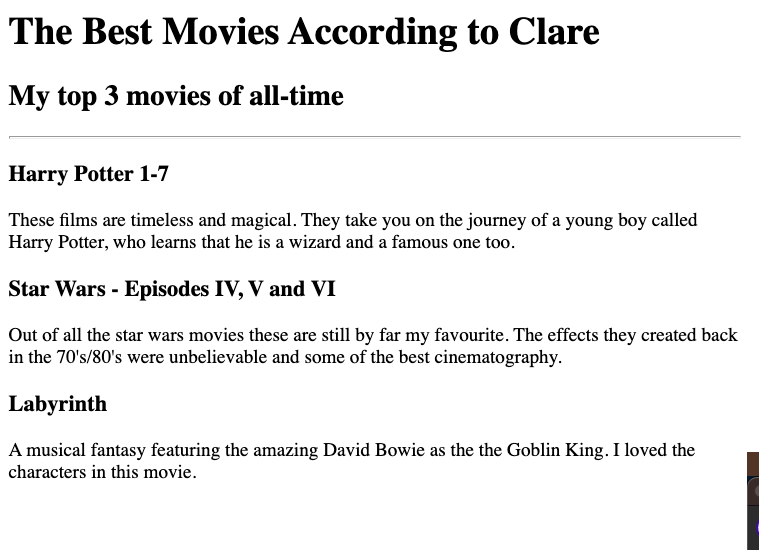 The Best Movies According to Clare
My top 3 movies of all-time
Harry Potter 1-7
These films are timeless and magical. They take you on the journey of a young boy called
Harry Potter, who learns that he is a wizard and a famous one too.
Star Wars - Episodes IV, V and VI
Out of all the star wars movies these are still by far my favourite. The effects they created back
in the 70's/80's were unbelievable and some of the best cinematography.
Labyrinth
A musical fantasy featuring the amazing David Bowie as the the Goblin King. I loved the
characters in this movie.